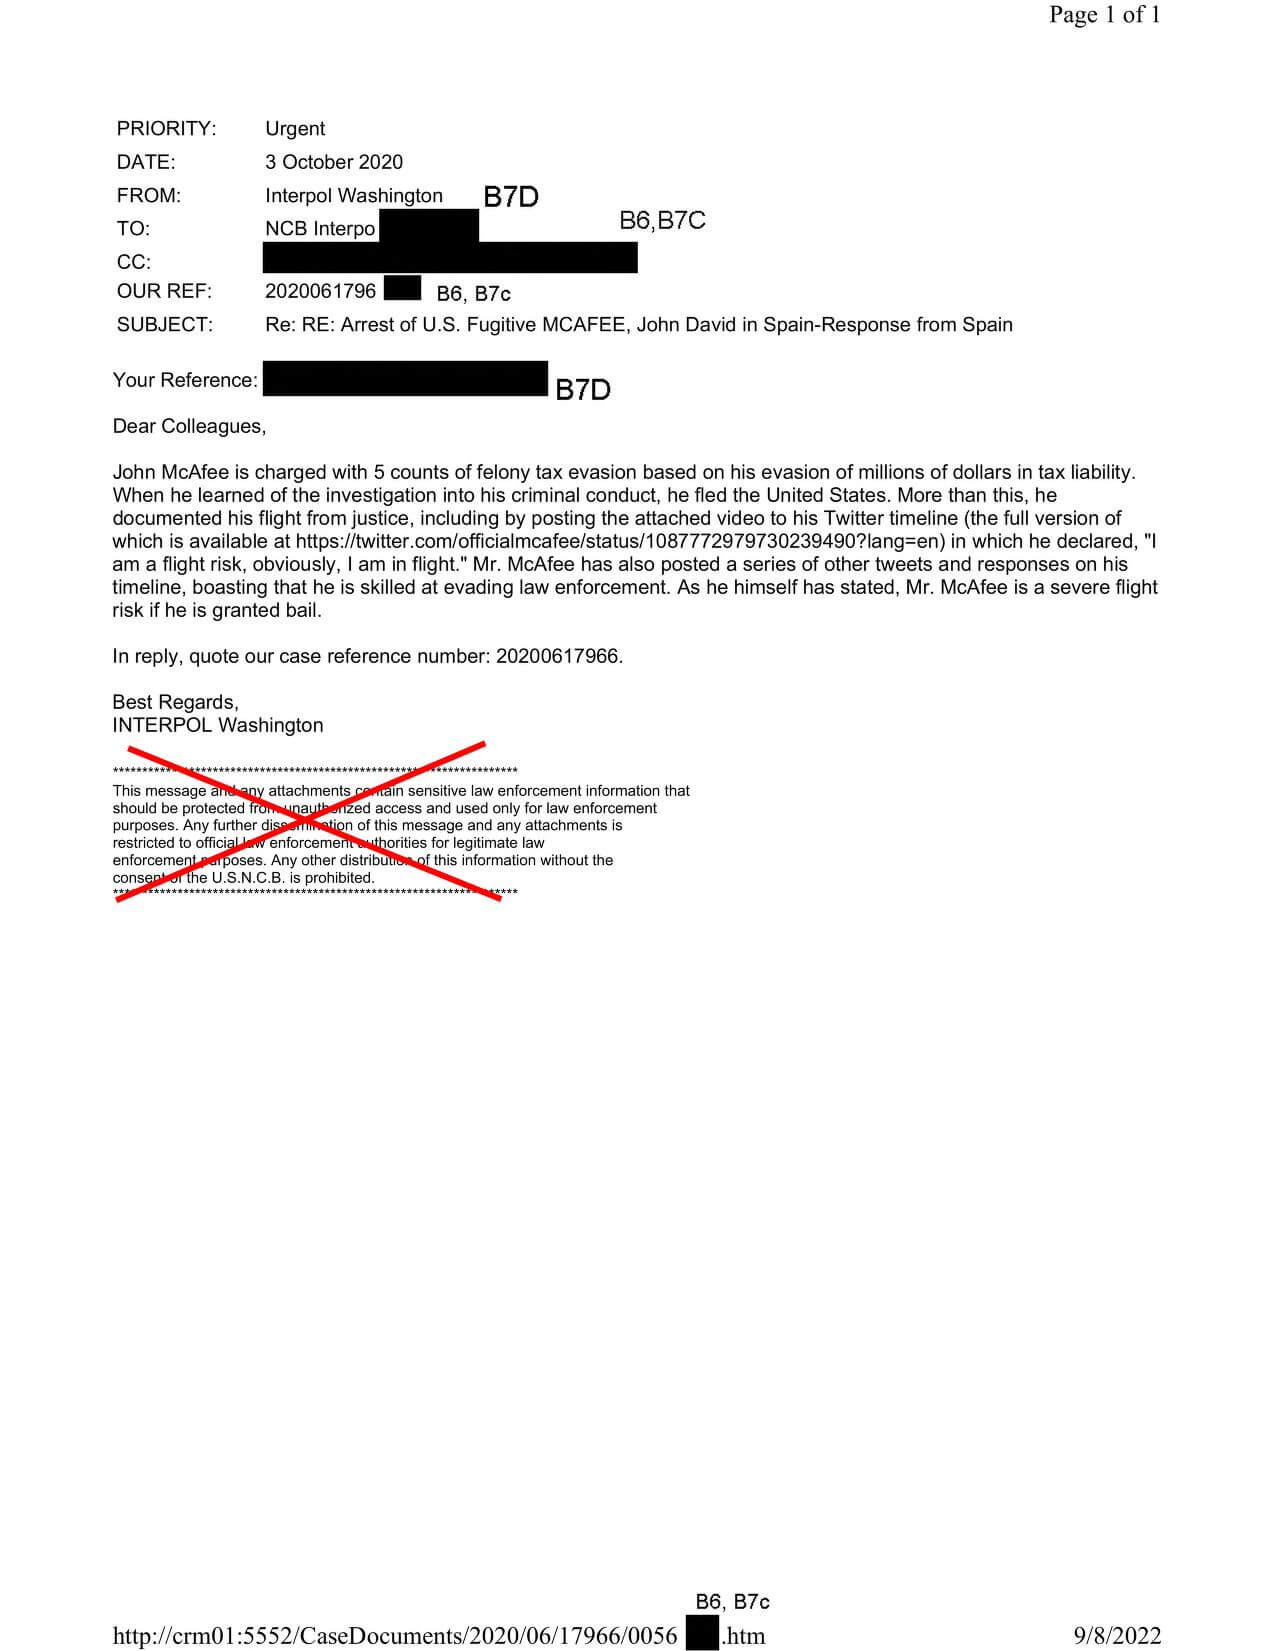 Page 1 of 1
PRIORITY: Urgent
DATE: 3 October 2020
FROM: Interpol Washington B7D
TO: NCB Interpo B6,B7C
CC:
OUR REF: 2020061796 B6, B7c
SUBJECT: Re: RE: Arrest of U.S. Fugitive MCAFEE, John David in Spain-Response from Spain
Your Reference: B7D
Dear Colleagues,
John McAfee is charged with 5 counts of felony tax evasion based on his evasion of millions of dollars in tax liability.
When he learned of the investigation into his criminal conduct, he fled the United States. More than this, he
documented his flight from justice, including by posting the attached video to his Twitter timeline (the full version of
which is available at https://twitter.com/officialmcafee/status/1087772979730239490?lang=en) in which he declared, "I
am a flight risk, obviously, I am in flight." Mr. McAfee has also posted a series of other tweets and responses on his
timeline, boasting that he is skilled at evading law enforcement. As he himself has stated, Mr. McAfee is a severe flight
risk if he is granted bail.
In reply, quote our case reference number: 20200617966.
Best Regards,
INTERPOL Washington
*********************************************************************
This message and any attachments contain sensitive law enforcement information that
should be protected from unauthorized access and used only for law enforcement
purposes. Any further dissemination of this message and any attachments is
restricted to official law enforcement authorities for legitimate law
enforcement purposes. Any other distribution of this information without the
consent of the U.S.N.C.B. is prohibited.
*********************************************************************
B6, B7c
http://crm01:5552/CaseDocuments/2020/06/17966/0056 .htm 9/8/2022